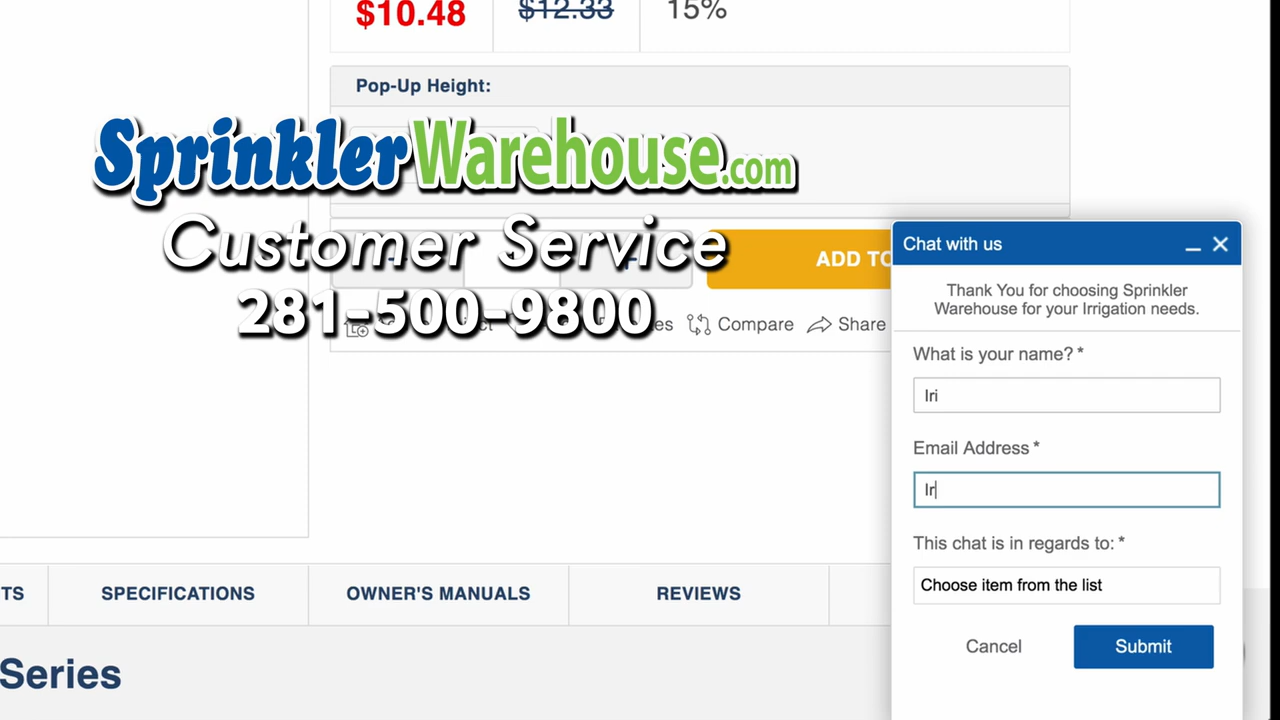 $10.48 $12.33 15%
Pop-Up Height:
SprinklerWarehouse.com
Customer Service
281-500-9800
ADD TO
Compare Share
Chat with us
Thank You for choosing Sprinkler
Warehouse for your Irrigation needs.
What is your name? *
Iri
Email Address *
Ir
This chat is in regards to: *
Choose item from the list
Cancel Submit
TS SPECIFICATIONS OWNER'S MANUALS REVIEWS
Series